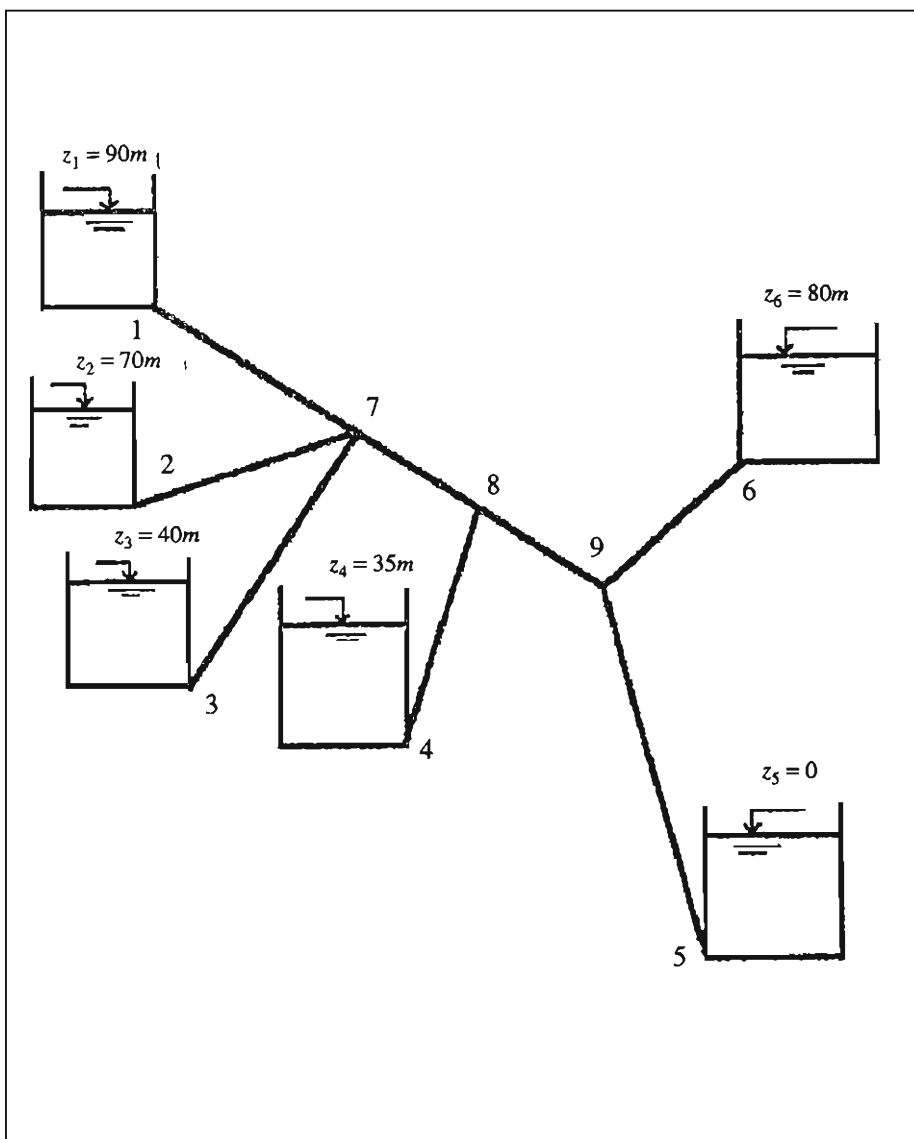 z₁ = 90m
1
z₂ = 70m
2
7
z₃ = 40m
3
z₄ = 35m
4
8
9
z₆ = 80m
6
z₅ = 0
5